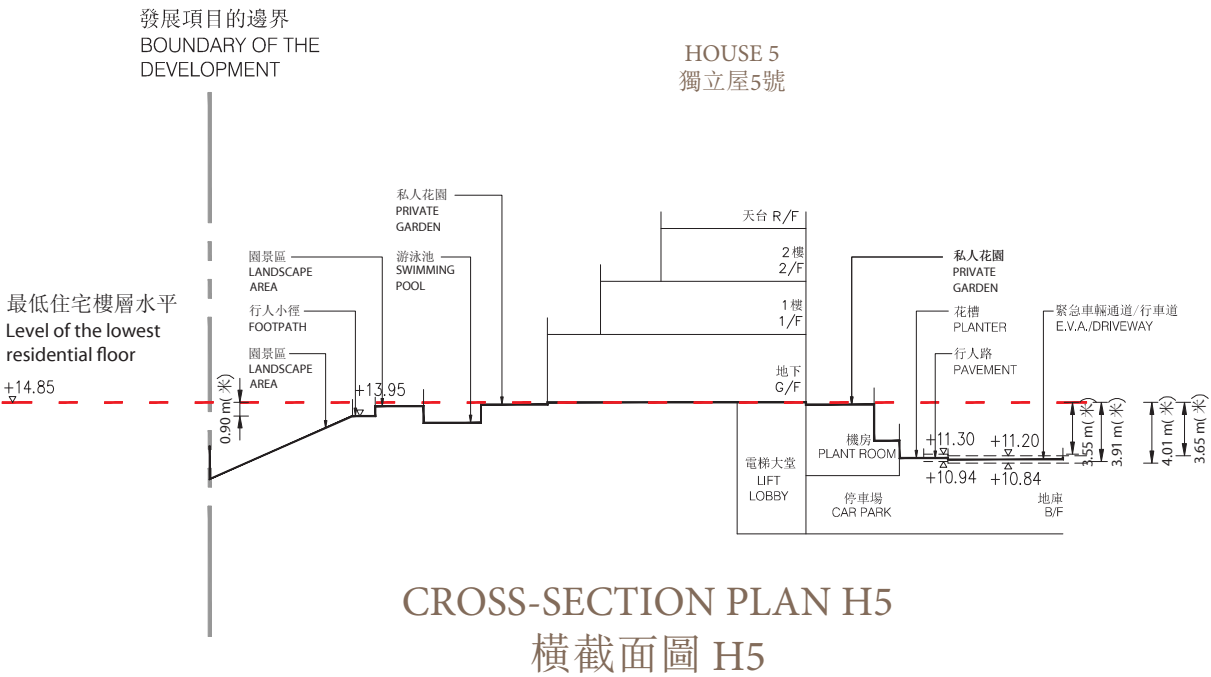 發展項目的邊界
BOUNDARY OF THE
DEVELOPMENT
HOUSE 5
獨立屋5號
私人花園
PRIVATE
GARDEN
園景區
LANDSCAPE
AREA
游泳池
SWIMMING
POOL
行人小徑
FOOTPATH
園景區
LANDSCAPE
AREA
最低住宅樓層水平
Level of the lowest
residential floor
+14.85
0.90 m(米)
+13.95
天台 R/F
2樓
2/F
1樓
1/F
地下
G/F
私人花園
PRIVATE
GARDEN
花槽
PLANTER
行人路
PAVEMENT
緊急車輛通道/行車道
E.V.A./DRIVEWAY
機房
PLANT ROOM
電梯大堂
LIFT
LOBBY
停車場
CAR PARK
地庫
B/F
+11.30
+11.20
+10.94
+10.84
3.55 m(米)
3.91 m(米)
4.01 m(米)
3.65 m(米)
CROSS-SECTION PLAN H5
橫截面圖 H5